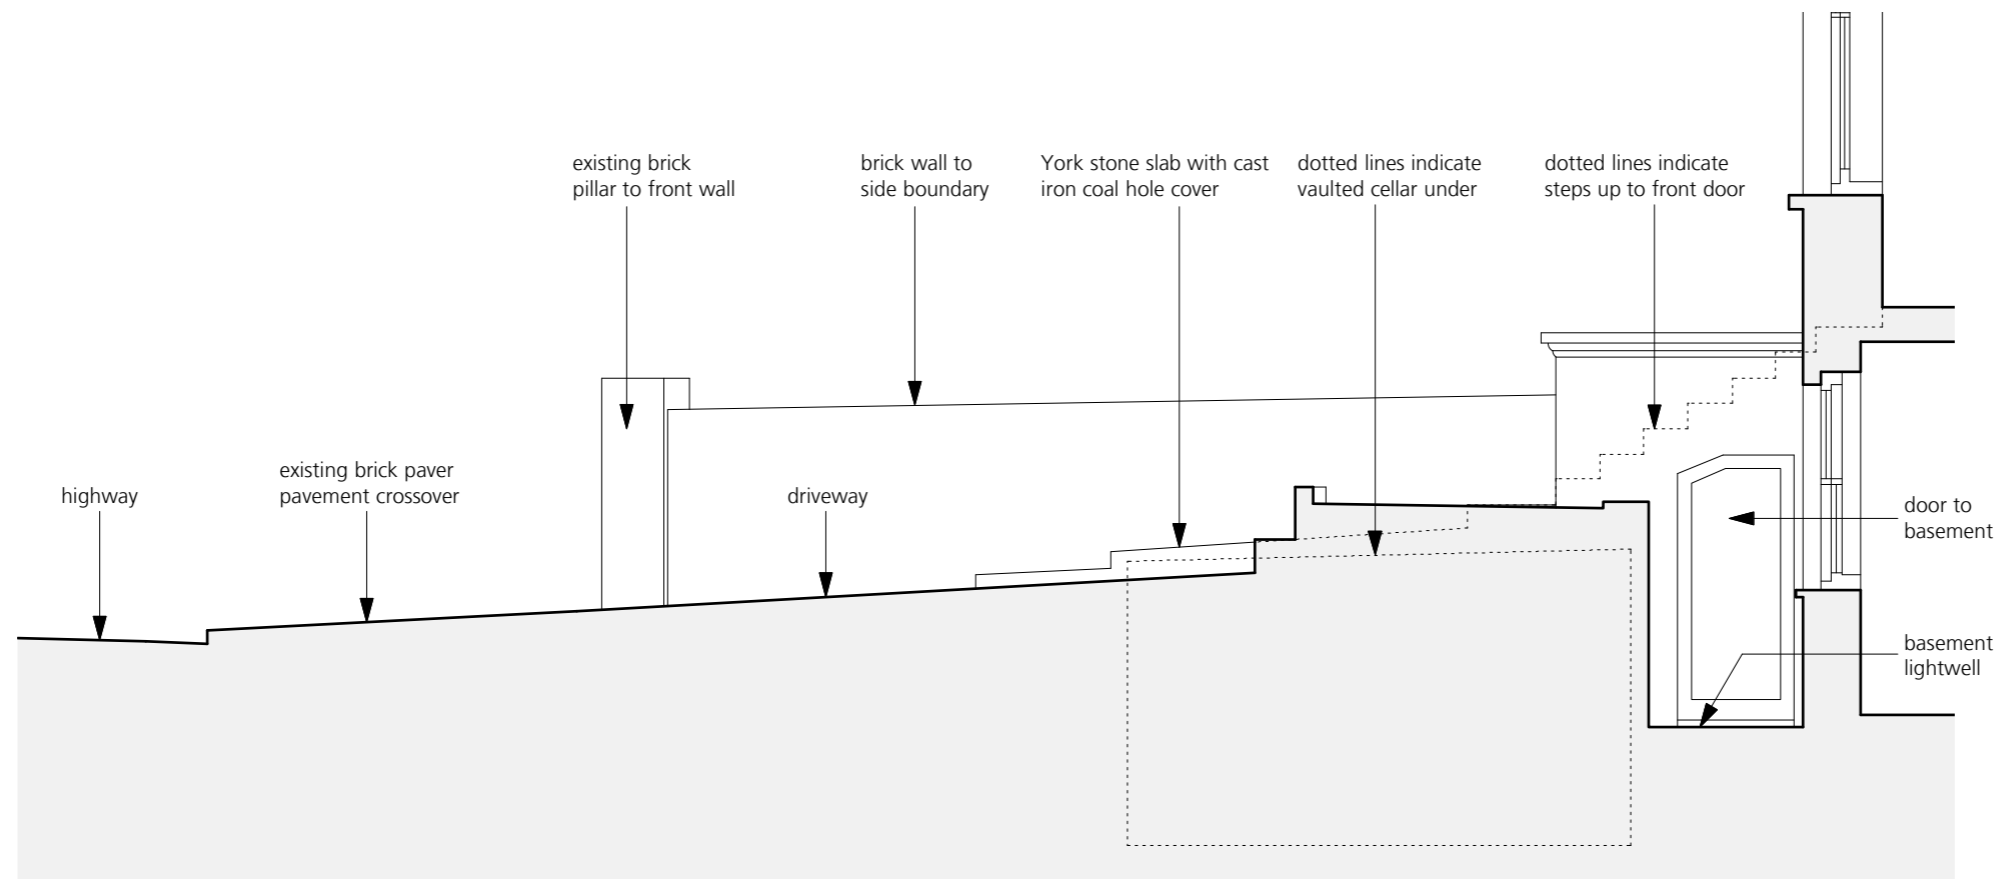 existing brick
pillar to front wall
brick wall to
side boundary
York stone slab with cast
iron coal hole cover
dotted lines indicate
vaulted cellar under
dotted lines indicate
steps up to front door
highway
existing brick paver
pavement crossover
driveway
door to
basement
basement
lightwell